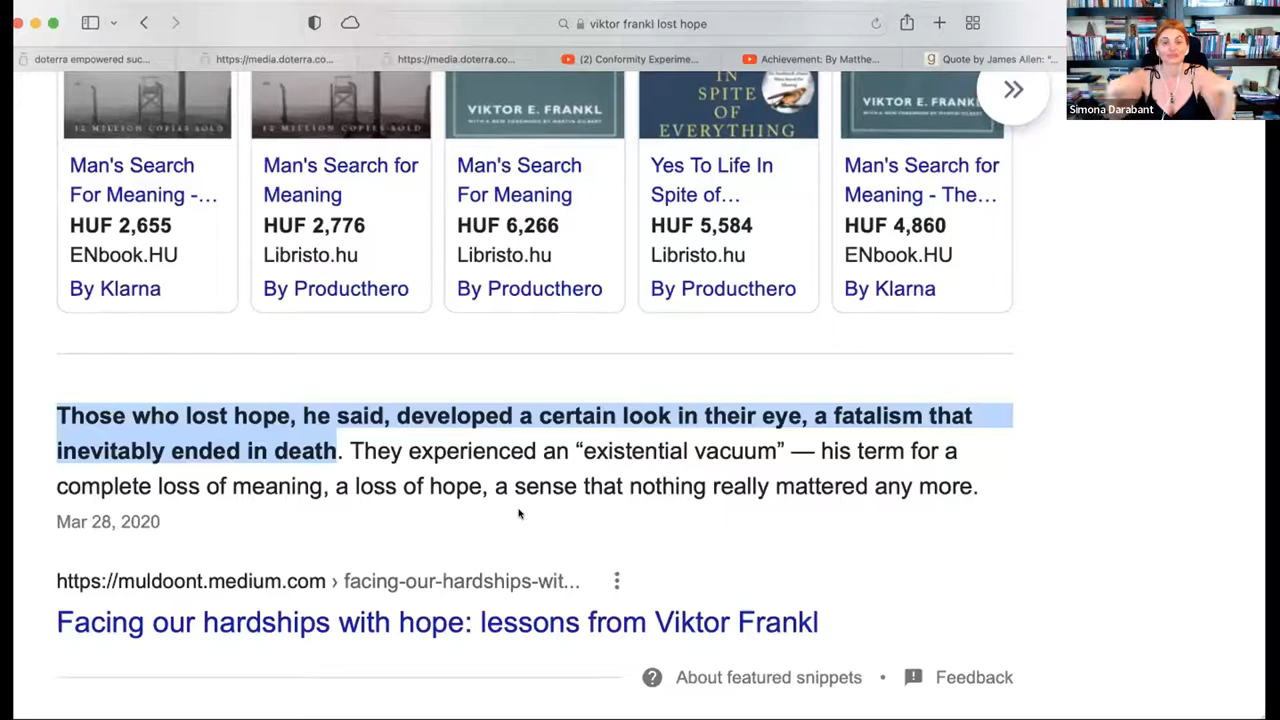 viktor frankl lost hope
doterra empowered suc...
https://media.doterra.co...
https://media.doterra.co...
(2) Conformity Experime...
Achievement: By Matthe...
Quote by James Allen: "...
Simona Darabant
12 MILLION COPIES SOLD
12 MILLION COPIES SOLD
VIKTOR E. FRANKL
IN
SPITE
OF
EVERYTHING
VIKTOR E. FRANKL
Man's Search
For Meaning -...
HUF 2,655
ENbook.HU
By Klarna
Man's Search for
Meaning
HUF 2,776
Libristo.hu
By Producthero
Man's Search
For Meaning
HUF 6,266
Libristo.hu
By Producthero
Yes To Life In
Spite of...
HUF 5,584
Libristo.hu
By Producthero
Man's Search for
Meaning - The...
HUF 4,860
ENbook.HU
By Klarna
Those who lost hope, he said, developed a certain look in their eye, a fatalism that
inevitably ended in death. They experienced an “existential vacuum” — his term for a
complete loss of meaning, a loss of hope, a sense that nothing really mattered any more.
Mar 28, 2020
https://muldoont.medium.com › facing-our-hardships-wit...
Facing our hardships with hope: lessons from Viktor Frankl
About featured snippets • Feedback